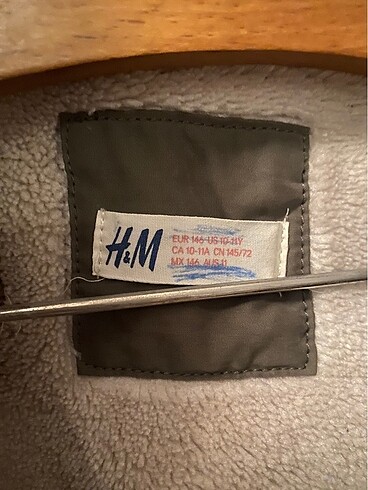 H&M
EUR 146 US 10-11Y
CA 10-11A CN 145/72
MX 146 AUS 11